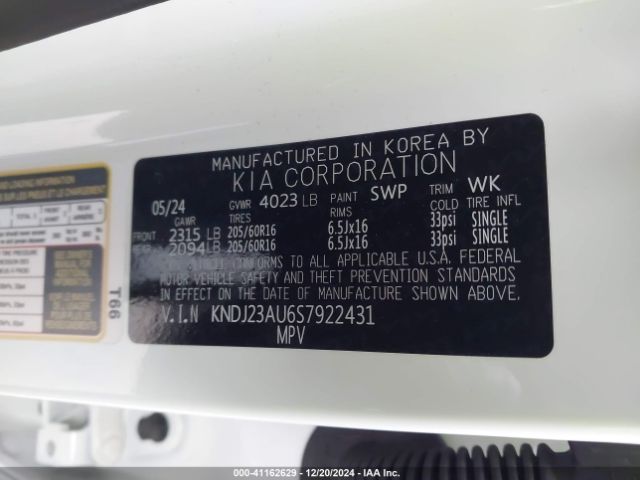 MANUFACTURED IN KOREA BY
KIA CORPORATION
05/24 GVWR 4023 LB PAINT SWP TRIM WK
GAWR TIRES RIMS COLD TIRE INFL
FRONT 2315 LB 205/60R16 6.5Jx16 33psi SINGLE
REAR 2094 LB 205/60R16 6.5Jx16 33psi SINGLE
THIS VEHICLE CONFORMS TO ALL APPLICABLE U.S.A. FEDERAL
MOTOR VEHICLE SAFETY AND THEFT PREVENTION STANDARDS
IN EFFECT ON THE DATE OF MANUFACTURE SHOWN ABOVE.
V.I.N KNDJ23AU6S7922431
MPV
T66
000-41162629 - 12/20/2024 - IAA Inc.